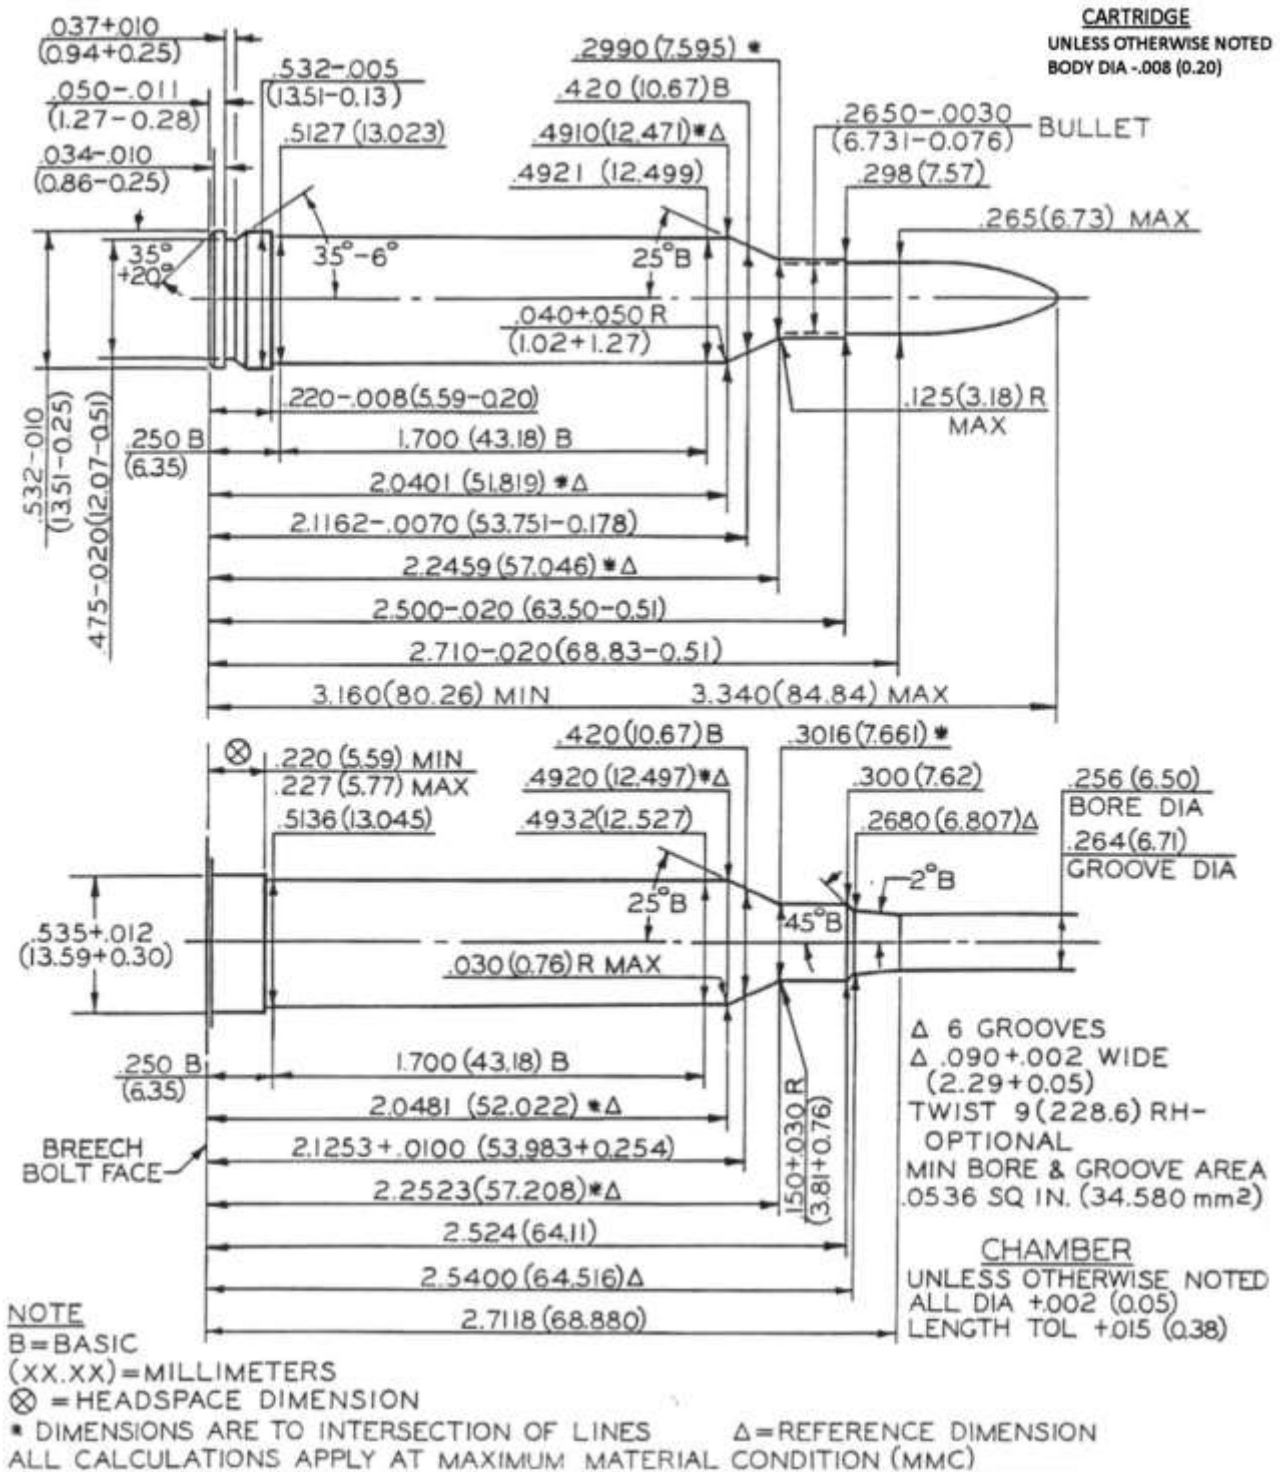 CARTRIDGE
UNLESS OTHERWISE NOTED
BODY DIA -.008 (0.20)
.037+.010
(0.94+0.25)
.050-.011
(1.27-0.28)
.034-.010
(0.86-0.25)
.532-.005
(13.51-0.13)
.5127 (13.023)
.2990 (7.595) *
.420 (10.67) B
.4910 (12.471)*Δ
.4921 (12.499)
.2650-.0030
(6.731-0.076)
BULLET
.298 (7.57)
.265 (6.73) MAX
35°
+20°
35°-6°
25°B
.040+.050 R
(1.02+1.27)
.125 (3.18) R
MAX
.532-.010
(13.51-0.25)
.475-.020(12.07-0.51)
.220-.008(5.59-0.20)
.250 B
(6.35)
1.700 (43.18) B
2.0401 (51.819) *Δ
2.1162-.0070 (53.751-0.178)
2.2459 (57.046) *Δ
2.500-.020 (63.50-0.51)
2.710-.020(68.83-0.51)
3.160(80.26) MIN 3.340(84.84) MAX
⊗
.220 (5.59) MIN
.227 (5.77) MAX
.5136 (13.045)
.420(10.67) B
.4920 (12.497)*Δ
.4932(12.527)
.3016 (7.661) *
.300 (7.62)
.2680 (6.807)Δ
.256 (6.50)
BORE DIA
.264(6.71)
GROOVE DIA
25°B
45°B
2°B
.535+.012
(13.59+0.30)
.030 (0.76) R MAX
.250 B
(6.35)
1.700 (43.18) B
2.0481 (52.022) *Δ
2.1253+.0100 (53.983+0.254)
2.2523(57.208)*Δ
2.524 (64.11)
2.5400 (64.516)Δ
2.7118 (68.880)
.150+.030 R
(3.81+0.76)
BREECH
BOLT FACE
Δ 6 GROOVES
Δ .090+.002 WIDE
(2.29+0.05)
TWIST 9(228.6) RH-
OPTIONAL
MIN BORE & GROOVE AREA
.0536 SQ IN. (34.580 mm2)
CHAMBER
UNLESS OTHERWISE NOTED
ALL DIA +.002 (0.05)
LENGTH TOL +.015 (0.38)
NOTE
B=BASIC
(XX.XX)=MILLIMETERS
⊗ =HEADSPACE DIMENSION
* DIMENSIONS ARE TO INTERSECTION OF LINES Δ=REFERENCE DIMENSION
ALL CALCULATIONS APPLY AT MAXIMUM MATERIAL CONDITION (MMC)